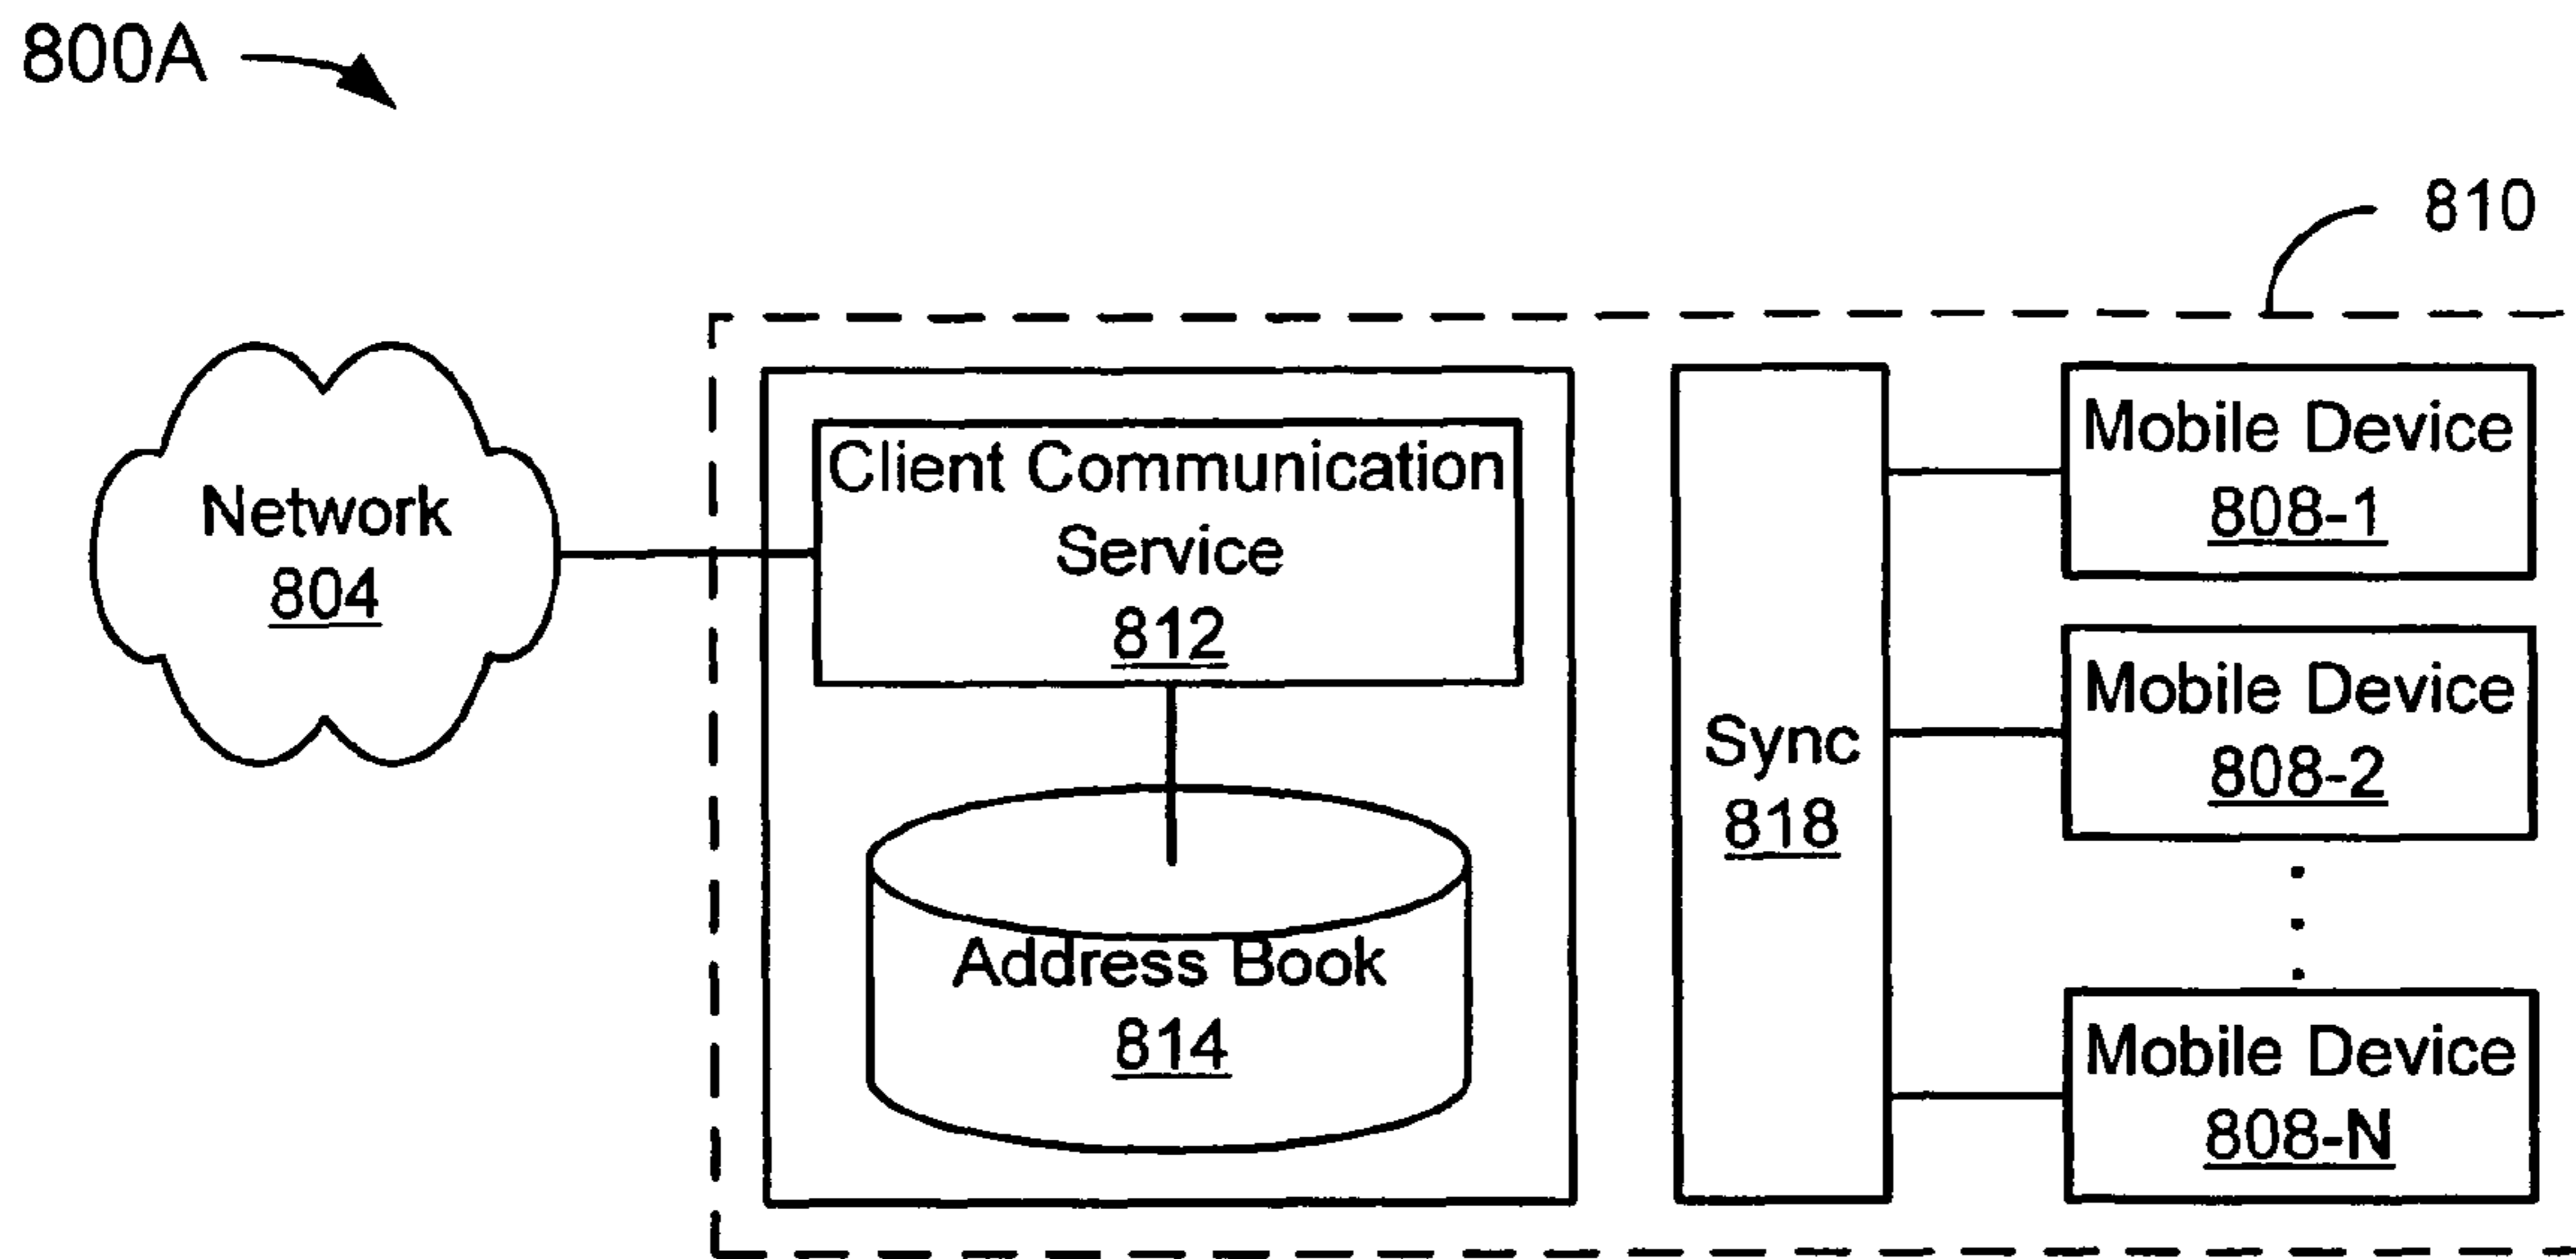 800A
810
Network
804
Client Communication
Service
812
Address Book
814
Sync
818
Mobile Device
808-1
Mobile Device
808-2
Mobile Device
808-N